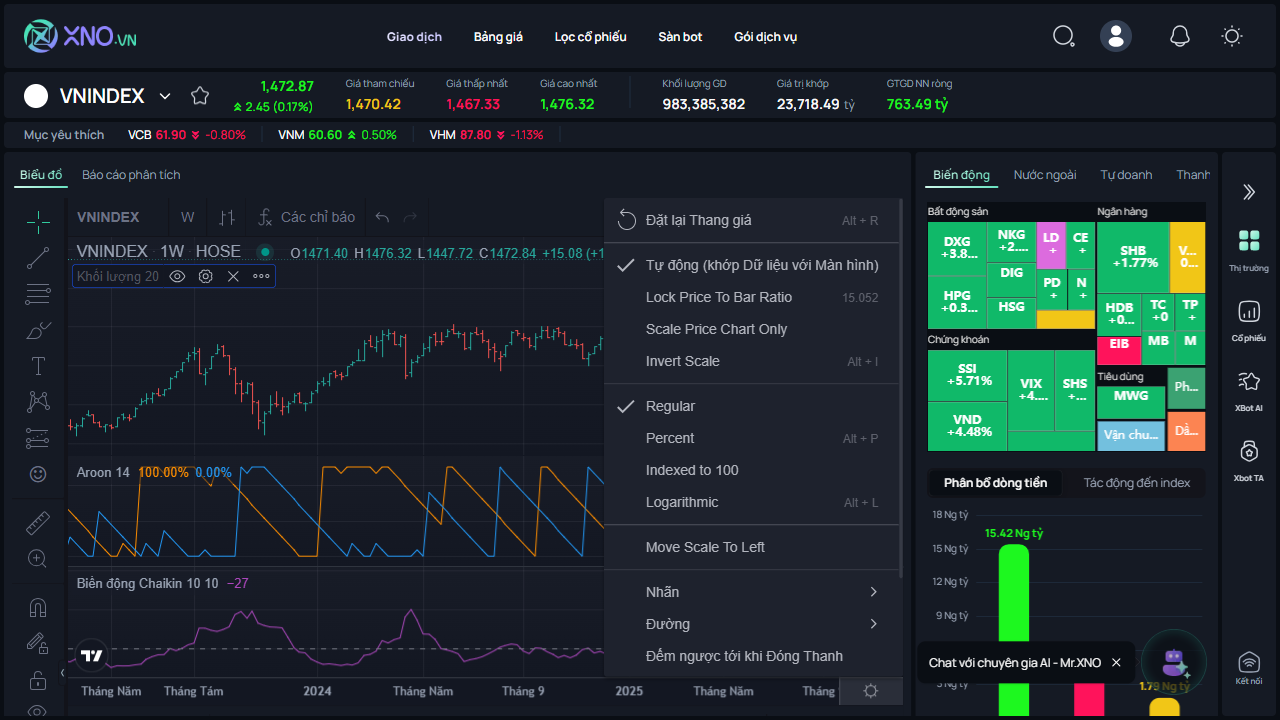 XNO.VN
Giao dịch Bảng giá Lọc cổ phiếu Sàn bot Gói dịch vụ
VNINDEX
1,472.87
2.45 (0.17%)
Giá tham chiếu
1,470.42
Giá thấp nhất
1,467.33
Giá cao nhất
1,476.32
Khối lượng GD
983,385,382
Giá trị khớp
23,718.49 tỷ
GTGD NN ròng
763.49 tỷ
Mục yêu thích VCB 61.90 -0.80% VNM 60.60 0.50% VHM 87.80 -1.13%
Biểu đồ Báo cáo phân tích
VNINDEX W Các chỉ báo
VNINDEX 1W HOSE O1471.40 H1476.32 L1447.72 C1472.84 +15.08 (+1
Khối lượng 20
Aroon 14 100.00% 0.00%
Biến động Chaikin 10 10 −27
Tháng Năm Tháng Tám 2024 Tháng Năm Tháng 9 2025 Tháng Năm Tháng
Đặt lại Thang giá Alt + R
Tự động (khớp Dữ liệu với Màn hình)
Lock Price To Bar Ratio 15.052
Scale Price Chart Only
Invert Scale Alt + I
Regular
Percent Alt + P
Indexed to 100
Logarithmic Alt + L
Move Scale To Left
Nhãn
Đường
Đếm ngược tới khi Đóng Thanh
Biến động Nước ngoài Tự doanh Thanh
Bất động sản
DXG
+3.8...
NKG
+2....
LD
+
CE
+
HPG
+0.3...
DIG
HSG
PD
+
N
+
Ngân hàng
SHB
+1.77%
V...
0...
HDB
+0...
TC
+0
TP
+
EIB
MB
M
Chứng khoán
SSI
+5.71%
VND
+4.48%
VIX
+4....
SHS
+...
Tiêu dùng
MWG
Ph...
Vận chu...
Dầ...
Phân bổ dòng tiền Tác động đến index
18 Ng tỷ
15.42 Ng tỷ
15 Ng tỷ
12 Ng tỷ
9 Ng tỷ
Chat với chuyên gia AI - Mr.XNO
1.79 Ng tỷ
Thị trường
Cổ phiếu
XBot AI
Xbot TA
Kết nối